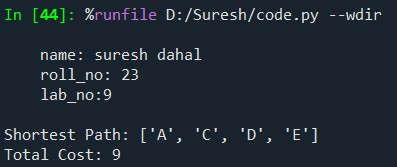 In [44]: %runfile D:/Suresh/code.py --wdir
name: suresh dahal
roll_no: 23
lab_no:9
Shortest Path: ['A', 'C', 'D', 'E']
Total Cost: 9